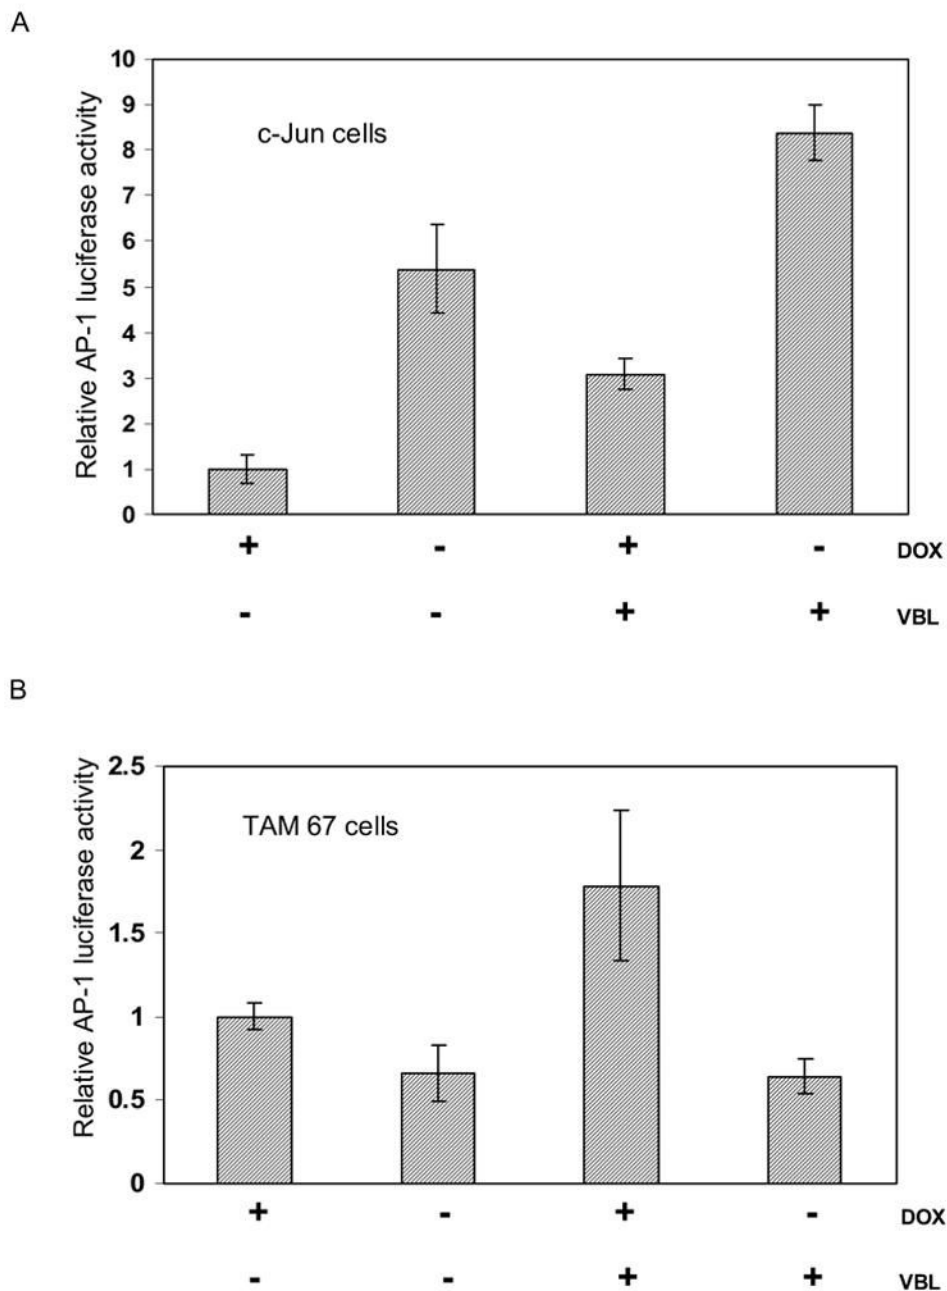 A
Relative AP-1 luciferase activity
10
9
8
7
6
5
4
3
2
1
0
c-Jun cells
+ - + - DOX
- - + + VBL
B
Relative AP-1 luciferase activity
2.5
2
1.5
1
0.5
0
TAM 67 cells
+ - + - DOX
- - + + VBL